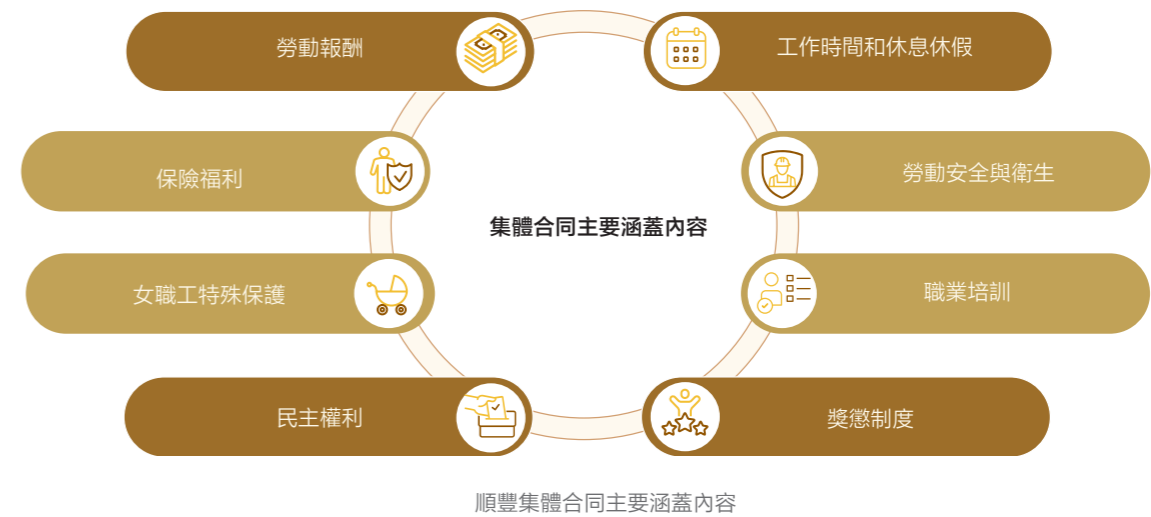 勞動報酬
工作時間和休息休假
保險福利
勞動安全與衛生
集體合同主要涵蓋內容
女職工特殊保護
職業培訓
民主權利
獎懲制度
順豐集體合同主要涵蓋內容